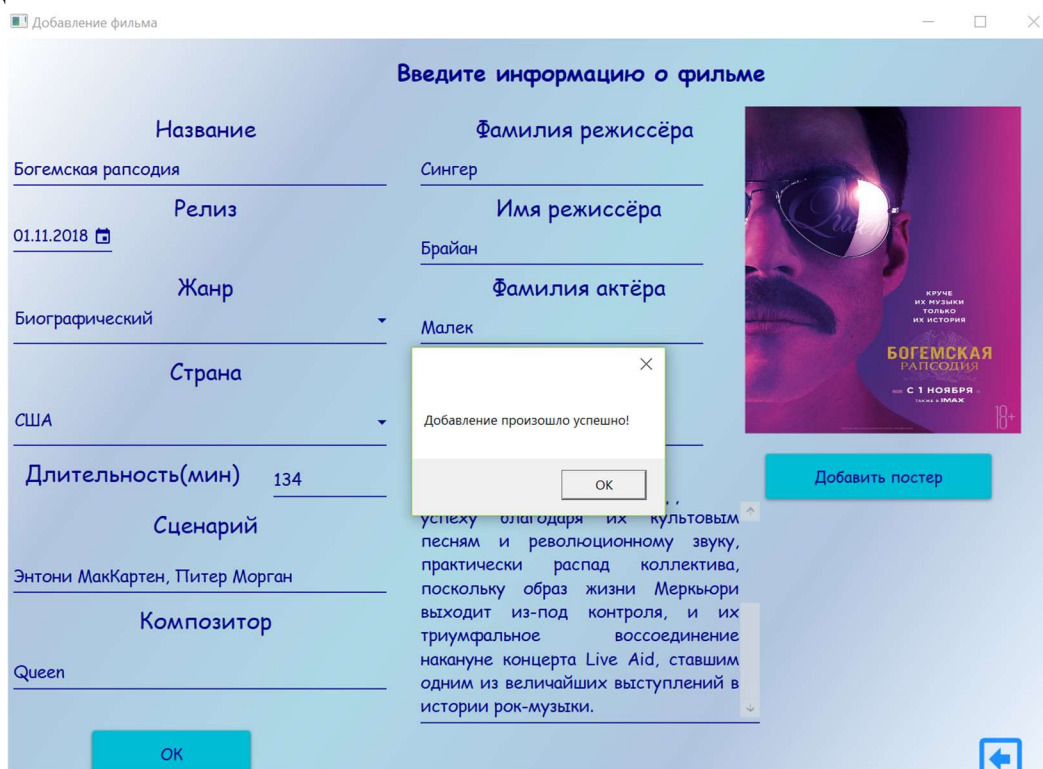 Добавление фильма
Введите информацию о фильме
Название
Богемская рапсодия
Релиз
01.11.2018
Жанр
Биографический
Страна
США
Длительность(мин) 134
Сценарий
Энтони МакКартен, Питер Морган
Композитор
Queen
ОК
Фамилия режиссёра
Сингер
Имя режиссёра
Брайан
Фамилия актёра
Малек
Добавление произошло успешно!
ОК
успеху благодаря их культовым
песням и революционному звуку,
практически распад коллектива,
поскольку образ жизни Меркьюри
выходит из-под контроля, и их
триумфальное воссоединение
накануне концерта Live Aid, ставшим
одним из величайших выступлений в
истории рок-музыки.
Queen
КРУЧЕ
ИХ МУЗЫКИ
ТОЛЬКО
ИХ ИСТОРИЯ
БОГЕМСКАЯ
РАПСОДИЯ
С 1 НОЯБРЯ
ТАКЖЕ В IMAX
18+
Добавить постер